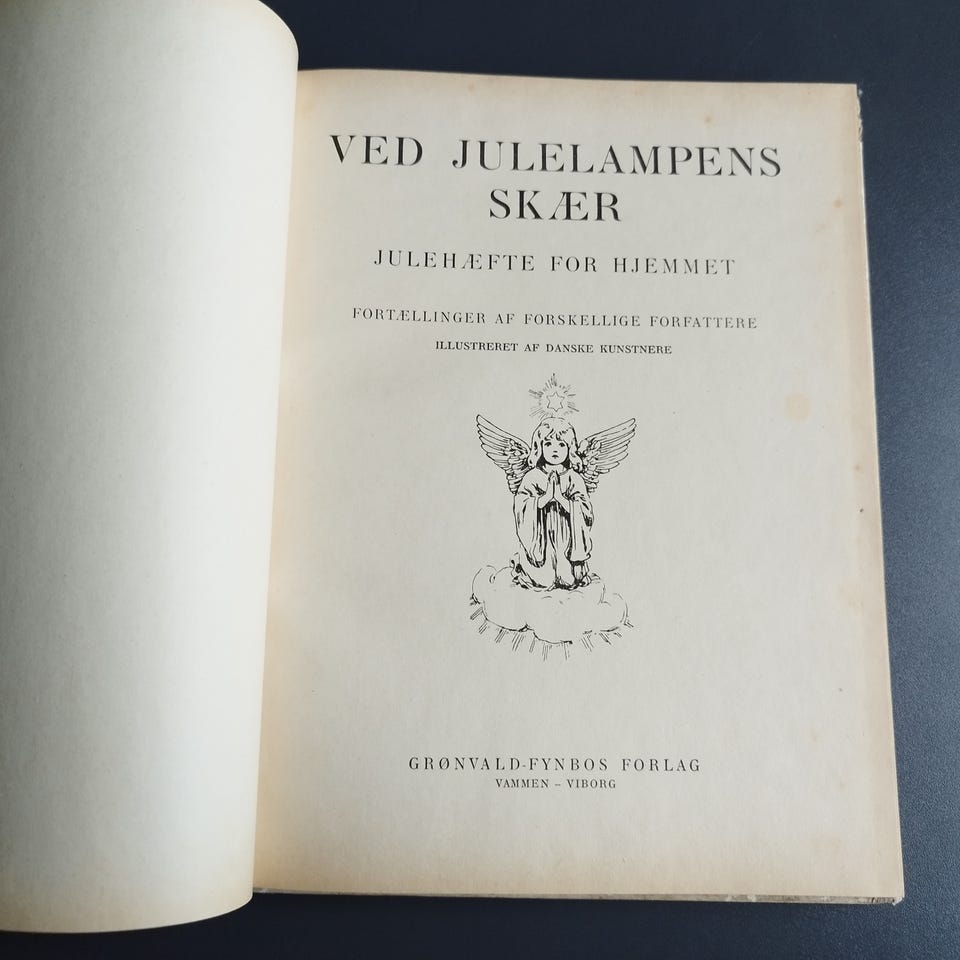 VED JULELAMPENS
SKÆR
JULEHÆFTE FOR HJEMMET
FORTÆLLINGER AF FORSKELLIGE FORFATTERE
ILLUSTRERET AF DANSKE KUNSTNERE
GRØNVALD-FYNBOS FORLAG
VAMMEN – VIBORG